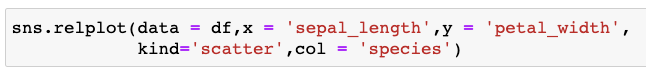 sns.relplot(data = df,x = 'sepal_length',y = 'petal_width',
kind='scatter',col = 'species')